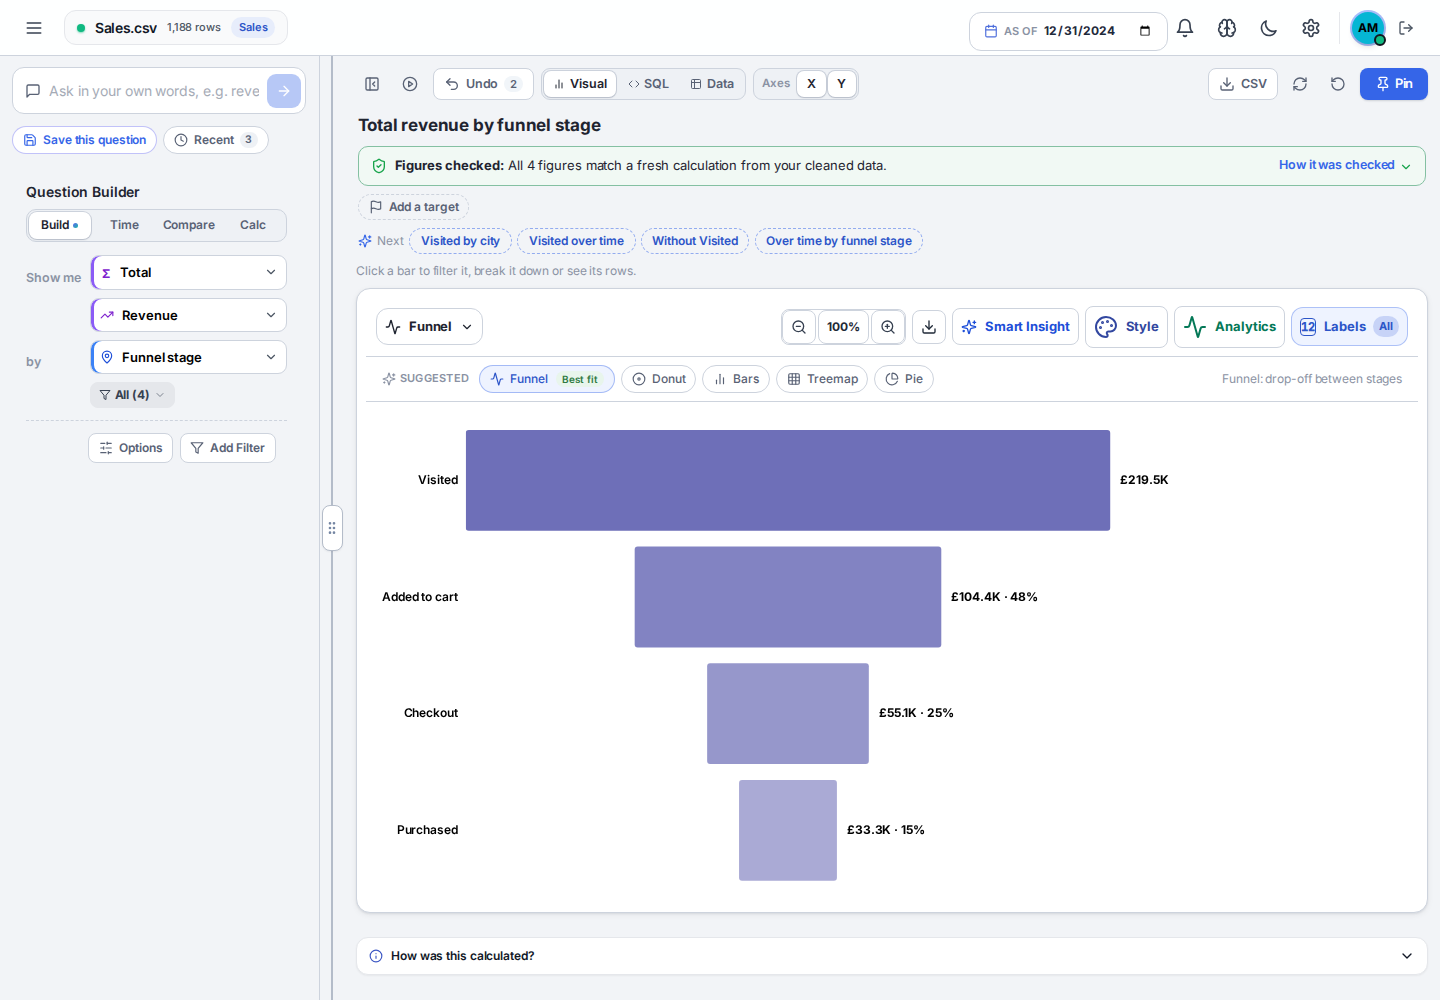 Sales.csv 1,188 rows Sales
AS OF 12/31/2024 AM
Ask in your own words, e.g. reve
Save this question Recent 3
Question Builder
Build Time Compare Calc
Show me Σ Total
Revenue
by Funnel stage
All (4)
Options Add Filter
Undo 2 Visual SQL Data Axes X Y CSV Pin
Total revenue by funnel stage
Figures checked: All 4 figures match a fresh calculation from your cleaned data. How it was checked
Add a target
Next Visited by city Visited over time Without Visited Over time by funnel stage
Click a bar to filter it, break it down or see its rows.
Funnel 100% Smart Insight Style Analytics 12 Labels All
SUGGESTED Funnel Best fit Donut Bars Treemap Pie Funnel: drop-off between stages
Visited £219.5K
Added to cart £104.4K · 48%
Checkout £55.1K · 25%
Purchased £33.3K · 15%
How was this calculated?